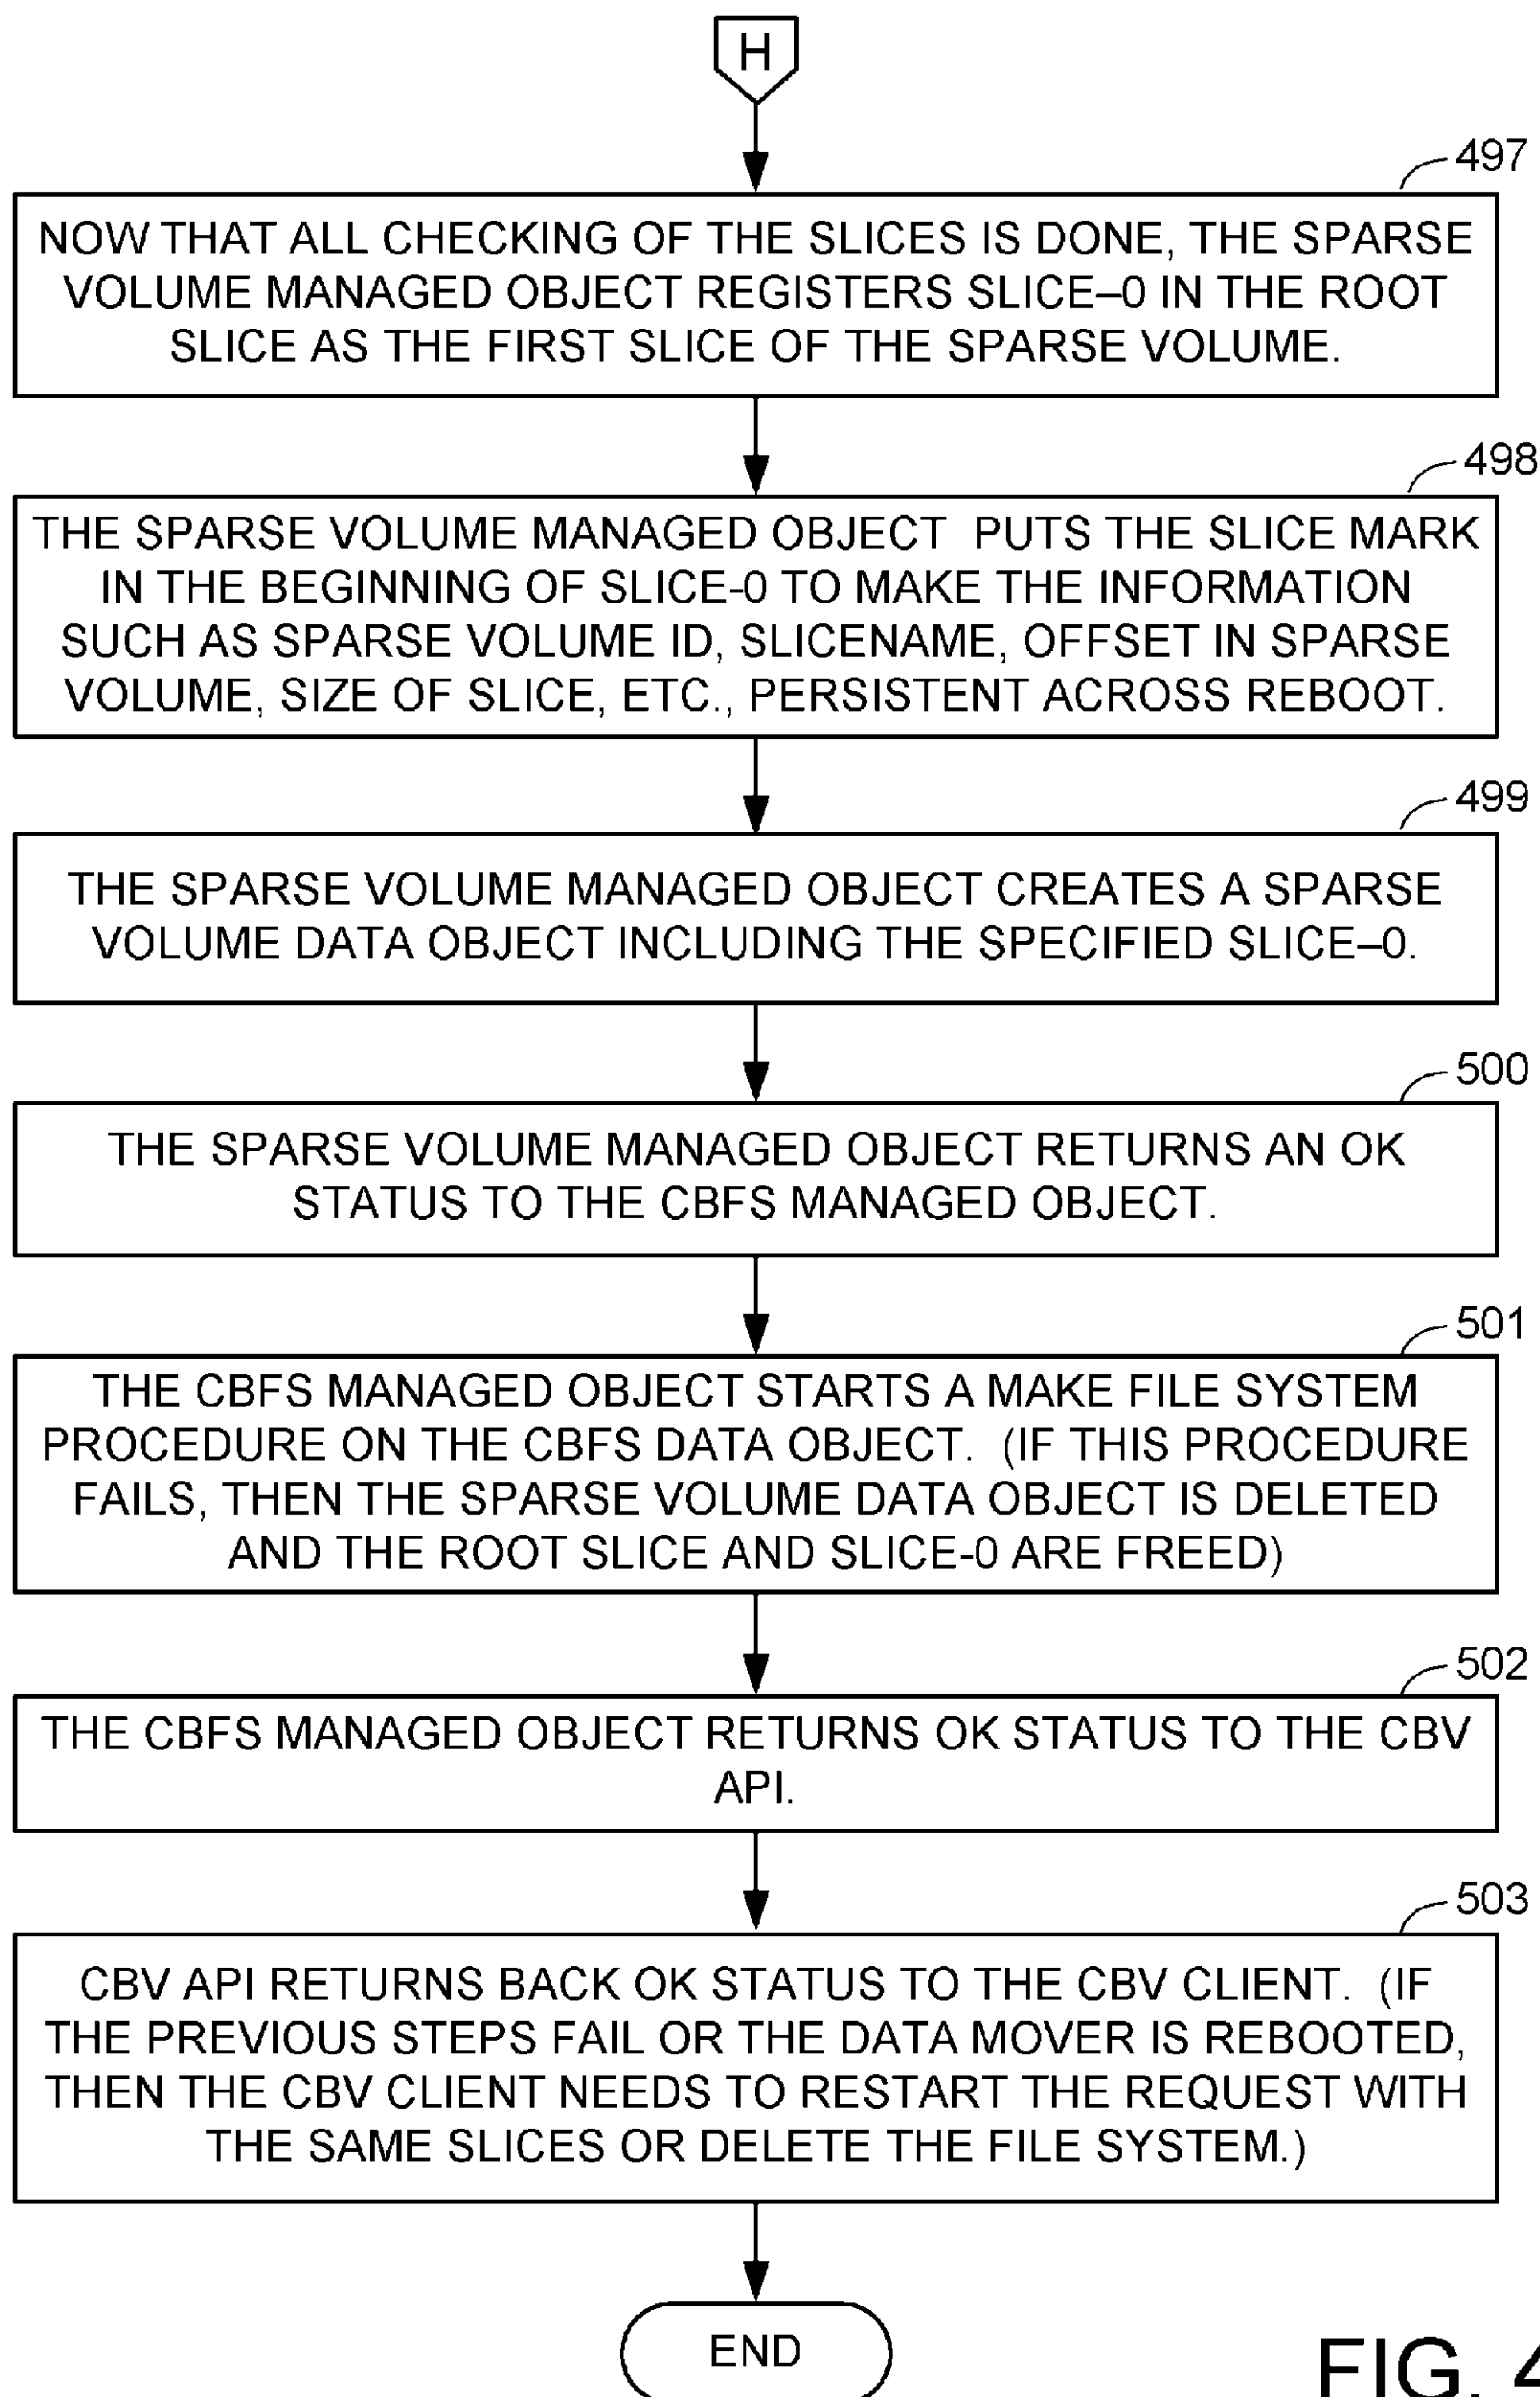 H
497
NOW THAT ALL CHECKING OF THE SLICES IS DONE, THE SPARSE
VOLUME MANAGED OBJECT REGISTERS SLICE–0 IN THE ROOT
SLICE AS THE FIRST SLICE OF THE SPARSE VOLUME.
498
THE SPARSE VOLUME MANAGED OBJECT PUTS THE SLICE MARK
IN THE BEGINNING OF SLICE-0 TO MAKE THE INFORMATION
SUCH AS SPARSE VOLUME ID, SLICENAME, OFFSET IN SPARSE
VOLUME, SIZE OF SLICE, ETC., PERSISTENT ACROSS REBOOT.
499
THE SPARSE VOLUME MANAGED OBJECT CREATES A SPARSE
VOLUME DATA OBJECT INCLUDING THE SPECIFIED SLICE–0.
500
THE SPARSE VOLUME MANAGED OBJECT RETURNS AN OK
STATUS TO THE CBFS MANAGED OBJECT.
501
THE CBFS MANAGED OBJECT STARTS A MAKE FILE SYSTEM
PROCEDURE ON THE CBFS DATA OBJECT. (IF THIS PROCEDURE
FAILS, THEN THE SPARSE VOLUME DATA OBJECT IS DELETED
AND THE ROOT SLICE AND SLICE-0 ARE FREED)
502
THE CBFS MANAGED OBJECT RETURNS OK STATUS TO THE CBV
API.
503
CBV API RETURNS BACK OK STATUS TO THE CBV CLIENT. (IF
THE PREVIOUS STEPS FAIL OR THE DATA MOVER IS REBOOTED,
THEN THE CBV CLIENT NEEDS TO RESTART THE REQUEST WITH
THE SAME SLICES OR DELETE THE FILE SYSTEM.)
END
FIG.